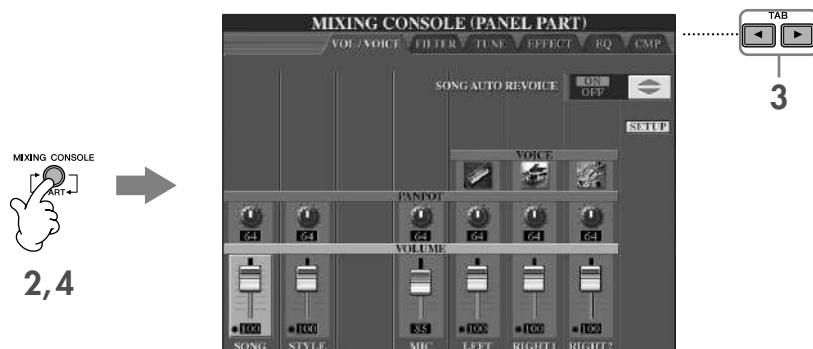 MIXING CONSOLE (PANEL PART)
VOL/VOICE FILTER TUNE EFFECT EQ CMP
TAB
3
SONG AUTO REVOICE ON
OFF
SETUP
VOICE
MIXING CONSOLE
PART
2,4
PANPOT
64 64 64 64 64 64
VOLUME
100 100 85 100 100 100
SONG STYLE MIC LEFT RIGHT1 RIGHT2